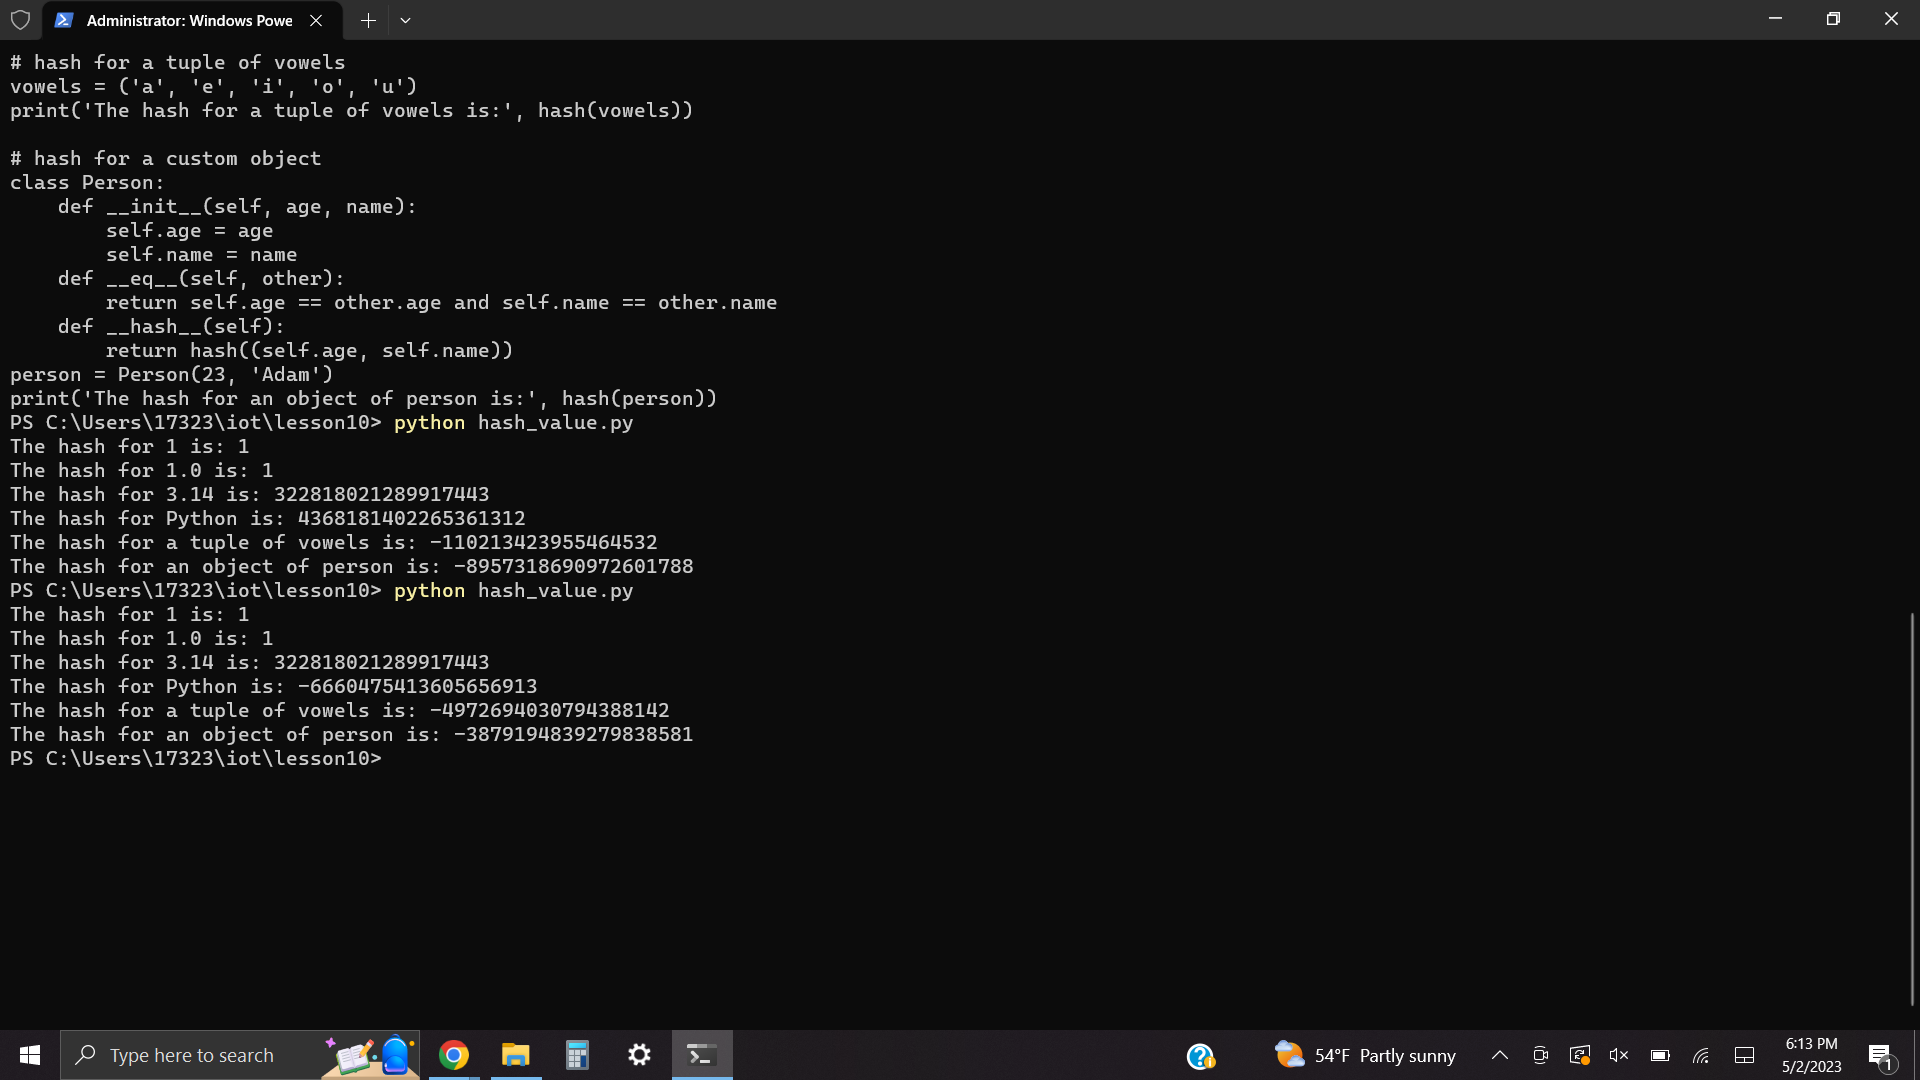 Administrator: Windows Powe
# hash for a tuple of vowels
vowels = ('a', 'e', 'i', 'o', 'u')
print('The hash for a tuple of vowels is:', hash(vowels))
# hash for a custom object
class Person:
    def __init__(self, age, name):
        self.age = age
        self.name = name
    def __eq__(self, other):
        return self.age == other.age and self.name == other.name
    def __hash__(self):
        return hash((self.age, self.name))
person = Person(23, 'Adam')
print('The hash for an object of person is:', hash(person))
PS C:\Users\17323\iot\lesson10> python hash_value.py
The hash for 1 is: 1
The hash for 1.0 is: 1
The hash for 3.14 is: 322818021289917443
The hash for Python is: 4368181402265361312
The hash for a tuple of vowels is: -110213423955464532
The hash for an object of person is: -8957318690972601788
PS C:\Users\17323\iot\lesson10> python hash_value.py
The hash for 1 is: 1
The hash for 1.0 is: 1
The hash for 3.14 is: 322818021289917443
The hash for Python is: -6660475413605656913
The hash for a tuple of vowels is: -4972694030794388142
The hash for an object of person is: -3879194839279838581
PS C:\Users\17323\iot\lesson10>
Type here to search
54°F Partly sunny
6:13 PM
5/2/2023
1